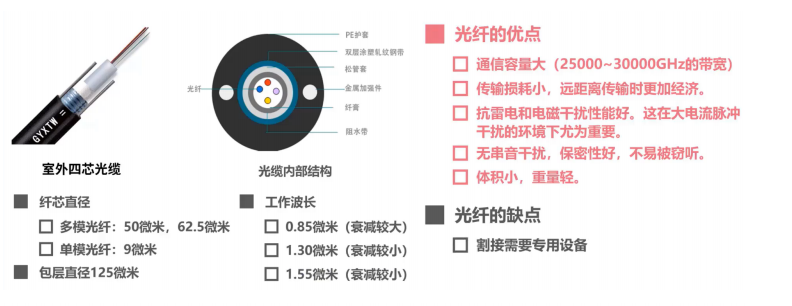 GYXTW =
室外四芯光缆
PE护套
双层涂塑轧纹钢带
松管套
光纤
金属加强件
纤膏
阻水带
光缆内部结构
纤芯直径
多模光纤：50微米，62.5微米
单模光纤：9微米
包层直径125微米
工作波长
0.85微米（衰减较大）
1.30微米（衰减较小）
1.55微米（衰减较小）
光纤的优点
通信容量大（25000~30000GHz的带宽）
传输损耗小，远距离传输时更加经济。
抗雷电和电磁干扰性能好。这在大电流脉冲
干扰的环境下尤为重要。
无串音干扰，保密性好，不易被窃听。
体积小，重量轻。
光纤的缺点
割接需要专用设备